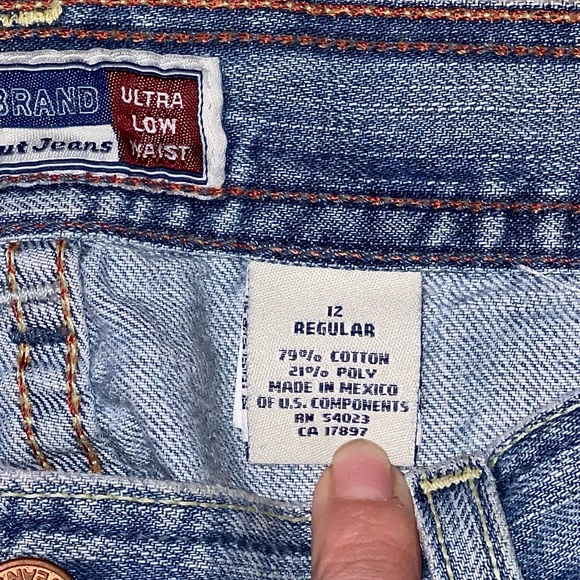 BRAND
ut Jeans
ULTRA
LOW
WAIST
12
REGULAR
79% COTTON
21% POLY
MADE IN MEXICO
OF U.S. COMPONENTS
RN 54023
CA 17897